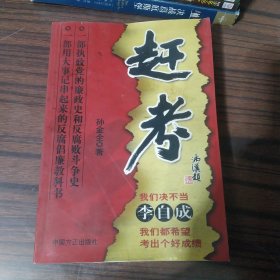 赶考
一部执政党的廉政史和反腐败斗争史
一部用大事记串起来的反腐倡廉教科书
孙金全◎著
我们决不当
李自成
我们都希望
考出个好成绩
中国方正出版社